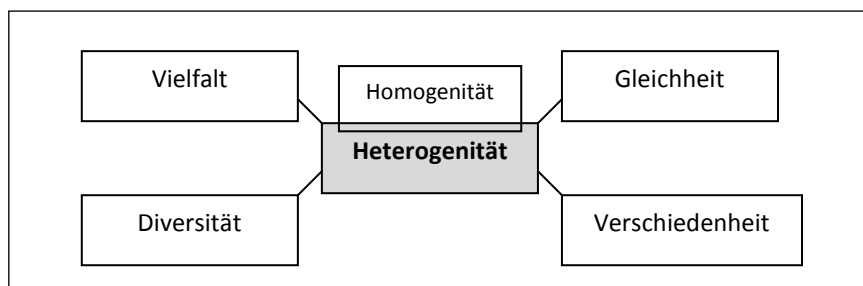 Vielfalt
Homogenität
Gleichheit
Heterogenität
Diversität
Verschiedenheit